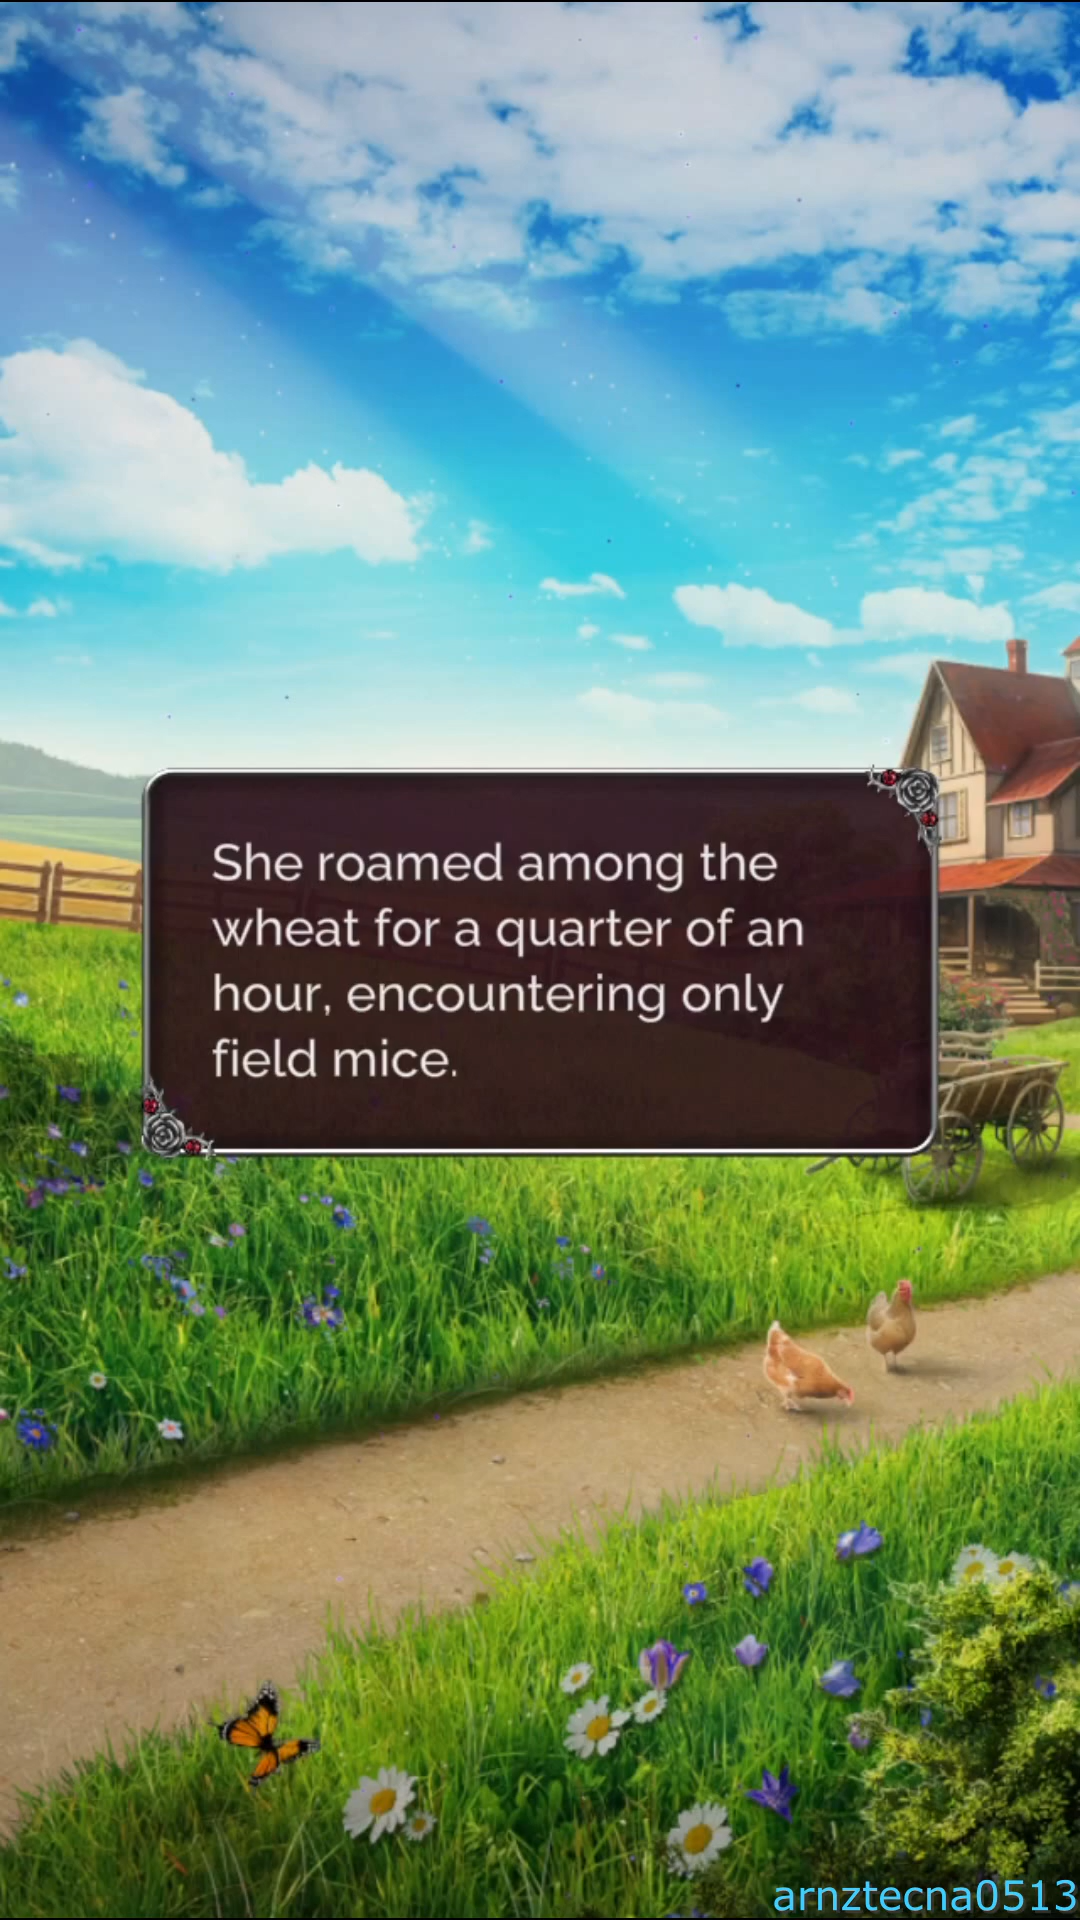 She roamed among the
wheat for a quarter of an
hour, encountering only
field mice.
arnztecna0513